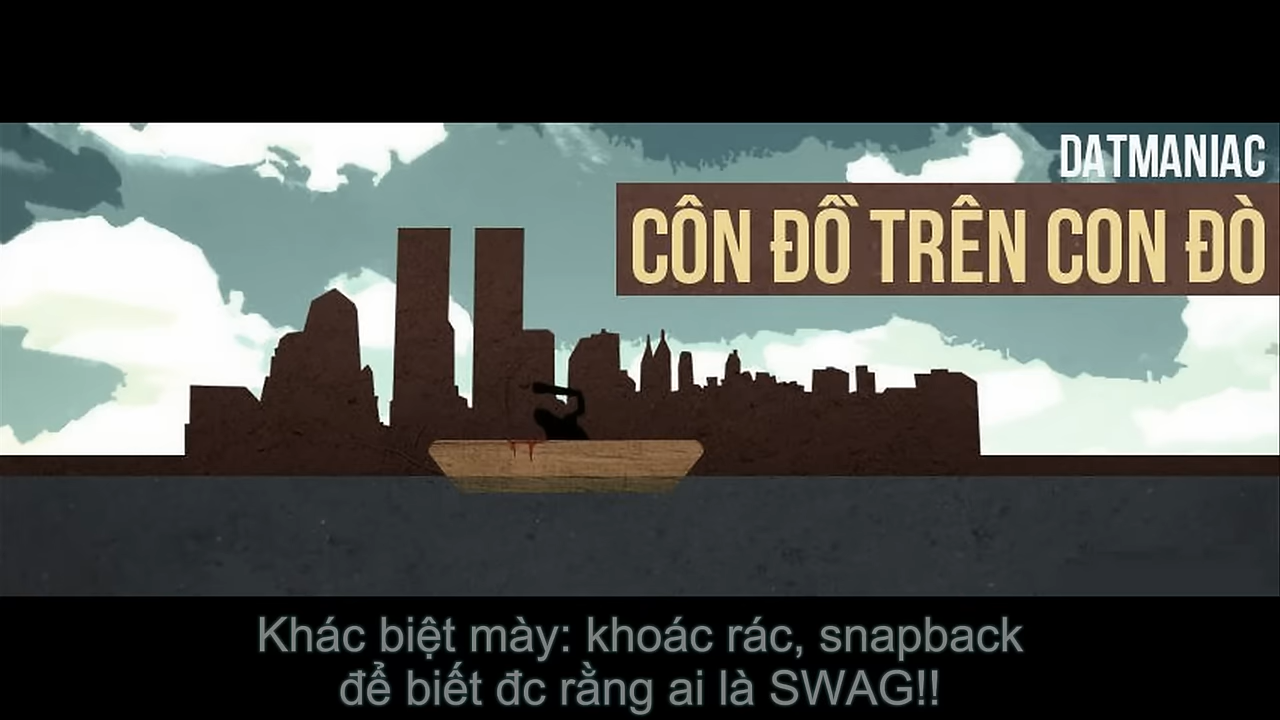 DATMANIAC
CÔN ĐỒ TRÊN CON ĐÒ
Khác biệt mày: khoác rác, snapback
để biết đc rằng ai là SWAG!!